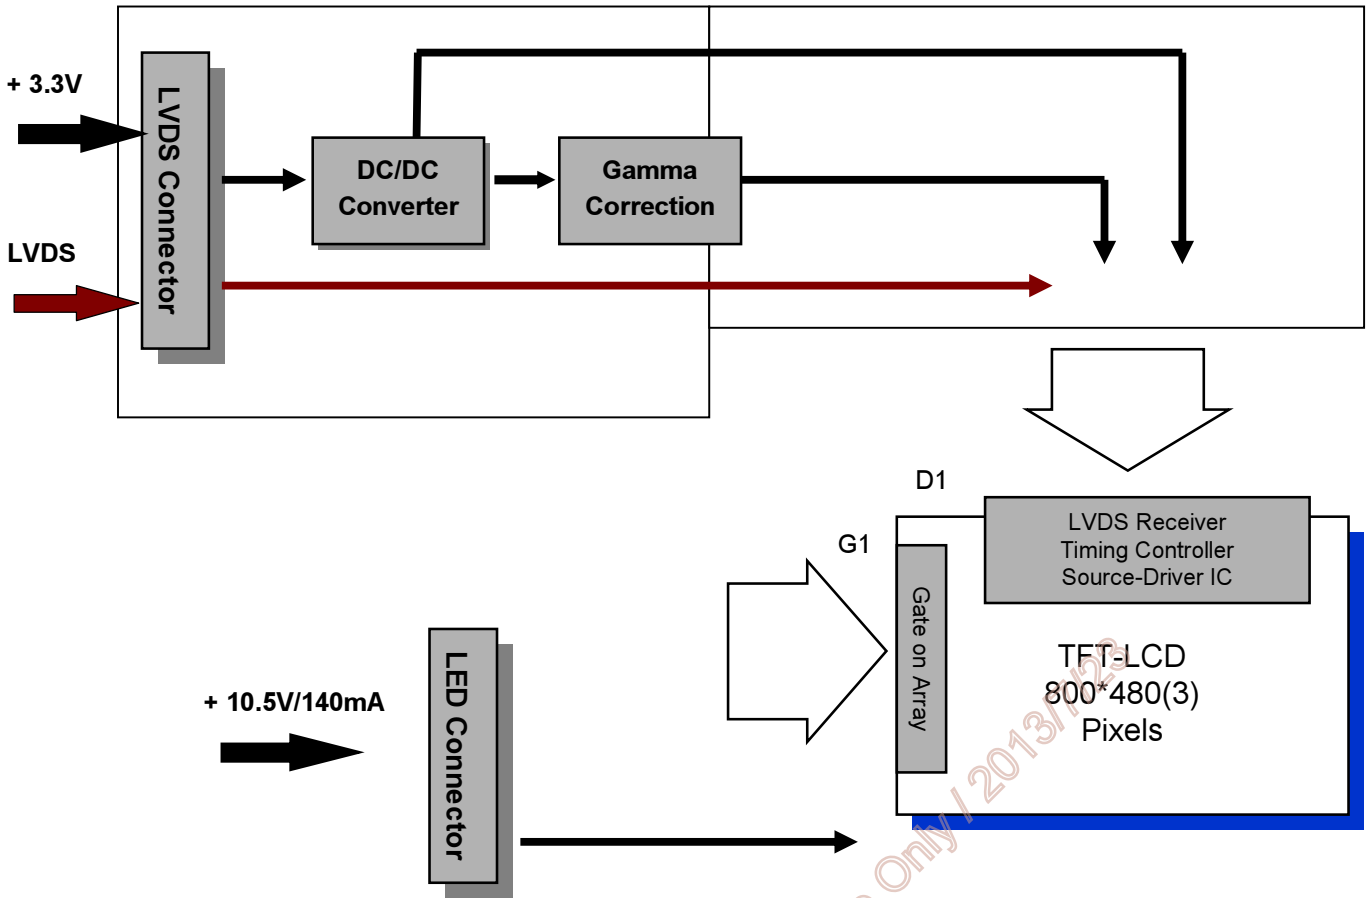 + 3.3V
LVDS
LVDS Connector
DC/DC
Converter
Gamma
Correction
D1
G1
LVDS Receiver
Timing Controller
Source-Driver IC
Gate on Array
TFT-LCD
800*480(3)
Pixels
+ 10.5V/140mA
LED Connector
Only / 2013/7/23